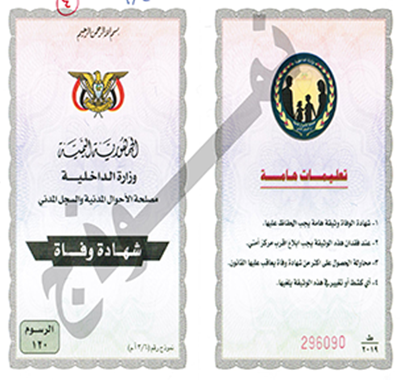 ٤
بسم الله الرحمن الرحيم
الجمهورية اليمنية
وزارة الداخلية
مصلحة الأحوال المدنية والسجل المدني
شهادة وفاة
الرسوم
١٢٠
نموذج رقم (٣/٦أ.م)
نموذج
تعليمات هامة
١- شهادة الوفاة وثيقة هامة يجب الحفاظ عليها.
٢- عند فقدان هذه الوثيقة يجب ابلاغ اقرب مركز أمني.
٣- محاولة الحصول على أكثر من شهادة وفاة يعاقب عليها القانون.
٤- أي كشط أو تغيير في هذه الوثيقة يلغيها.
296090
ط
٢٠١٩